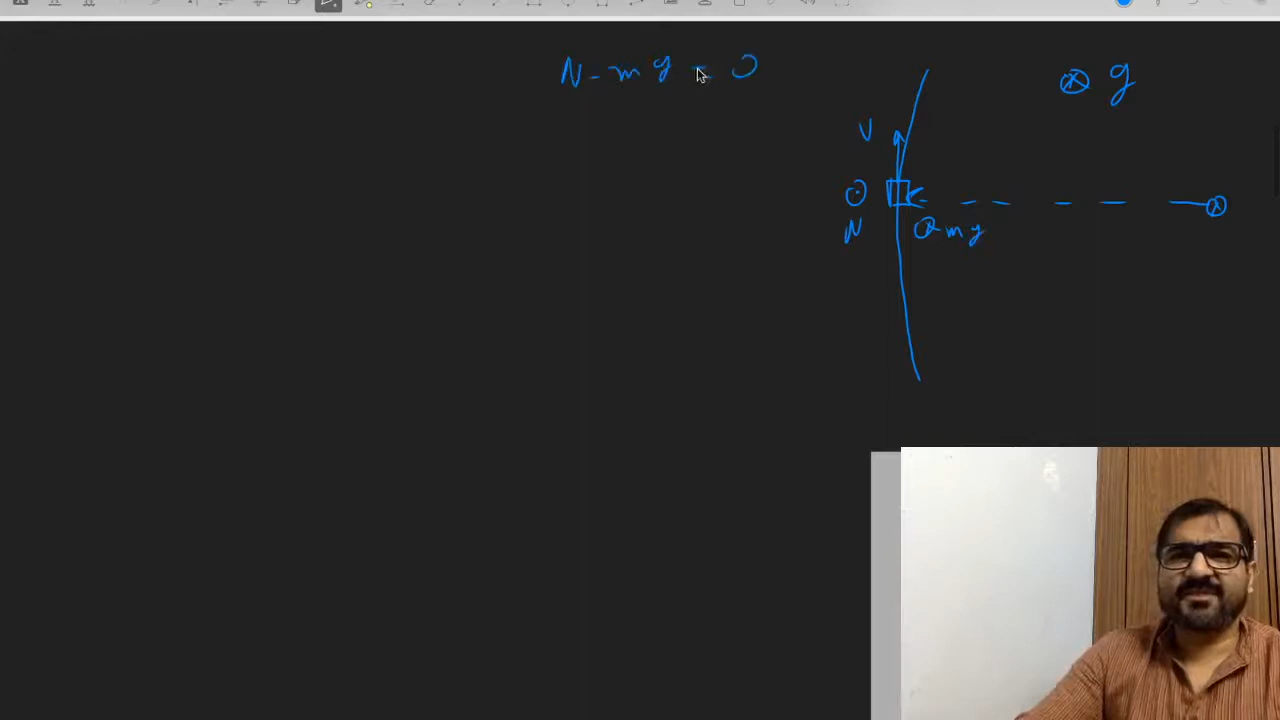 N - mg = 0
⊗ g
V
⊙
N ⊗ mg
⊗